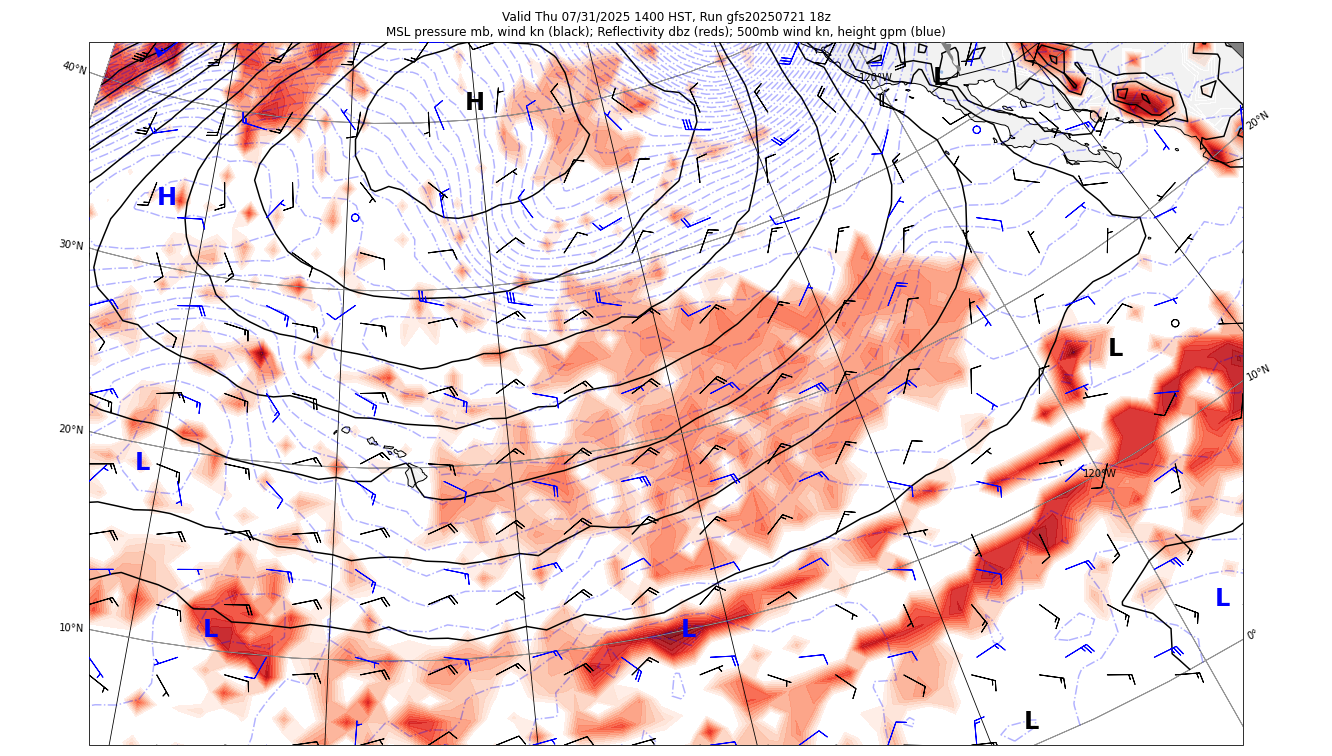 Valid Thu 07/31/2025 1400 HST, Run gfs20250721 18z
MSL pressure mb, wind kn (black); Reflectivity dbz (reds); 500mb wind kn, height gpm (blue)
40°N
H
120°W
L
20°N
H
30°N
L
10°N
20°N
L
120°W
L
10°N
L
L
0°
L